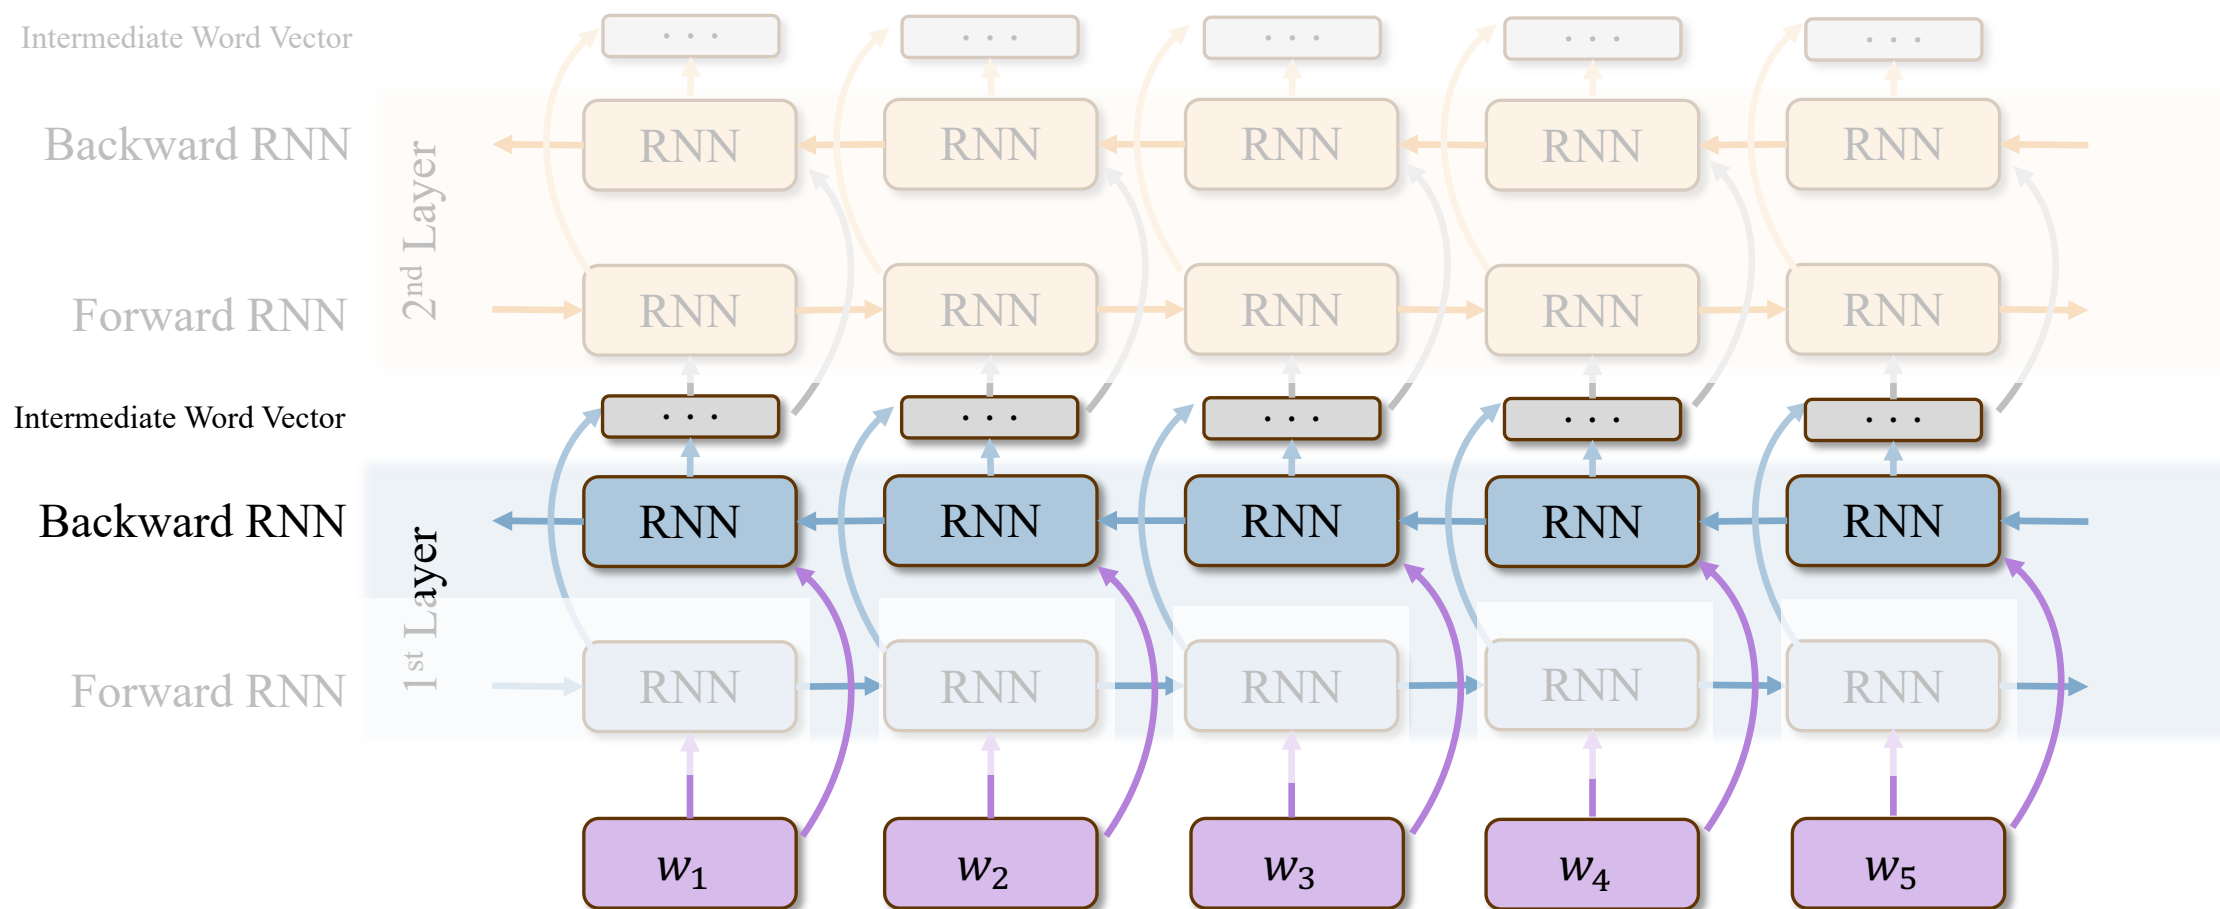 Intermediate Word Vector
. . . . . . . . . . . . . . .
Backward RNN
RNN RNN RNN RNN RNN
2nd Layer
Forward RNN
RNN RNN RNN RNN RNN
Intermediate Word Vector
. . . . . . . . . . . . . . .
Backward RNN
RNN RNN RNN RNN RNN
1st Layer
Forward RNN
RNN RNN RNN RNN RNN
w1 w2 w3 w4 w5